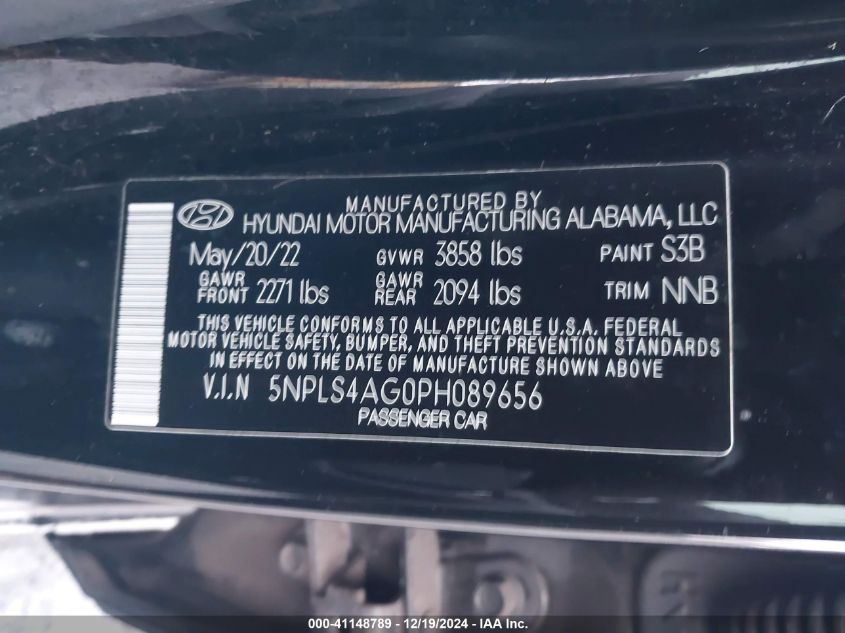 MANUFACTURED BY
HYUNDAI MOTOR MANUFACTURING ALABAMA, LLC
May/20/22 GVWR 3858 lbs PAINT S3B
GAWR FRONT 2271 lbs GAWR REAR 2094 lbs TRIM NNB
THIS VEHICLE CONFORMS TO ALL APPLICABLE U.S.A. FEDERAL
MOTOR VEHICLE SAFETY, BUMPER, AND THEFT PREVENTION STANDARDS
IN EFFECT ON THE DATE OF MANUFACTURE SHOWN ABOVE
V.I.N 5NPLS4AG0PH089656
PASSENGER CAR
000-41148789 - 12/19/2024 - IAA Inc.